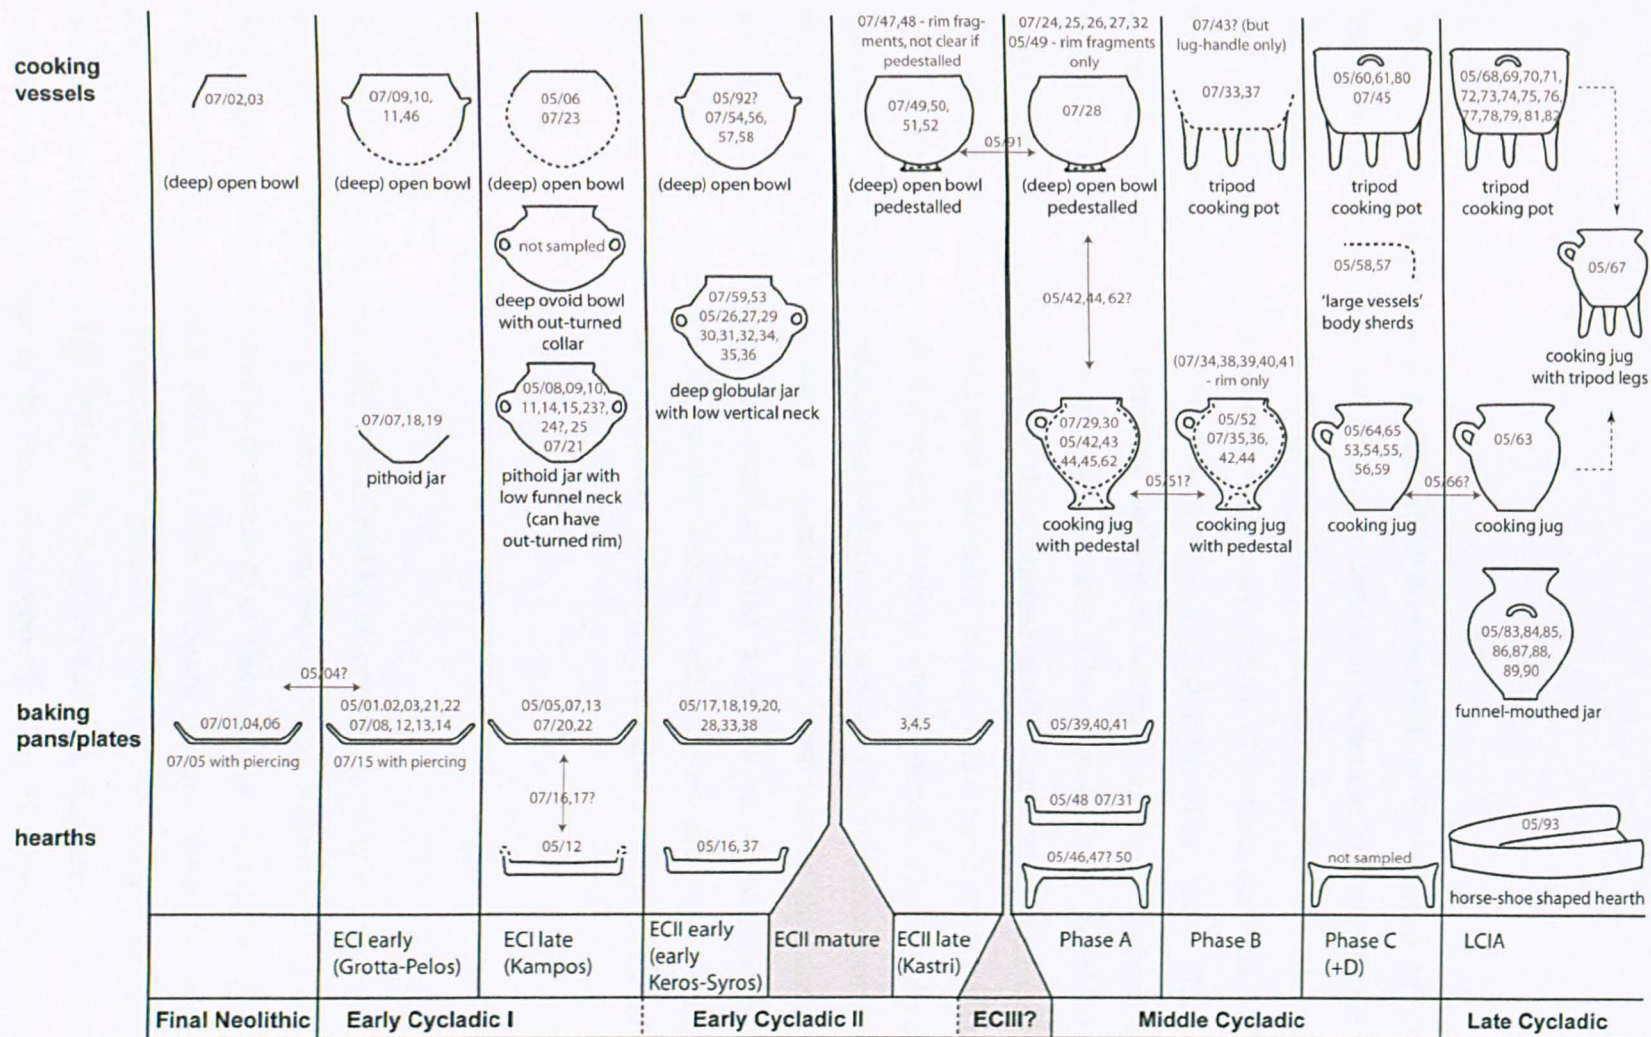 cooking
vessels
07/02,03
(deep) open bowl
07/09,10,
11,46
(deep) open bowl
05/06
07/23
(deep) open bowl
not sampled
deep ovoid bowl
with out-turned
collar
05/92?
07/54,56,
57,58
(deep) open bowl
07/47,48 - rim frag-
ments, not clear if
pedestalled
07/49,50,
51,52
(deep) open bowl
pedestalled
05/91
07/24, 25, 26, 27, 32
05/49 - rim fragments
only
07/28
(deep) open bowl
pedestalled
07/43? (but
lug-handle only)
07/33,37
tripod
cooking pot
05/60,61,80
07/45
tripod
cooking pot
05/68,69,70,71,
72,73,74,75, 76,
77,78,79, 81,82
tripod
cooking pot
05/58,57
'large vessels'
body sherds
05/67
cooking jug
with tripod legs
07/07,18,19
pithoid jar
05/08,09,10,
11,14,15,23?,
24?, 25
07/21
pithoid jar with
low funnel neck
(can have
out-turned rim)
07/59,53
05/26,27,29
30,31,32,34,
35,36
deep globular jar
with low vertical neck
05/42,44,62?
07/29,30
05/42,43
44,45,62
cooking jug
with pedestal
05/51?
(07/34,38,39,40,41
- rim only
05/52
07/35,36,
42,44
cooking jug
with pedestal
05/64,65
53,54,55,
56,59
cooking jug
05/66?
05/63
cooking jug
05/83,84,85,
86,87,88,
89,90
funnel-mouthed jar
baking
pans/plates
05/04?
07/01,04,06
07/05 with piercing
05/01.02,03,21,22
07/08, 12,13,14
07/15 with piercing
05/05,07,13
07/20,22
05/17,18,19,20,
28,33,38
3,4,5
05/39,40,41
07/16,17?
hearths
05/12
05/16,37
05/48 07/31
05/46,47? 50
not sampled
05/93
horse-shoe shaped hearth
ECI early
(Grotta-Pelos)
ECI late
(Kampos)
ECII early
(early
Keros-Syros)
ECII mature
ECII late
(Kastri)
Phase A
Phase B
Phase C
(+D)
LCIA
Final Neolithic
Early Cycladic I
Early Cycladic II
ECIII?
Middle Cycladic
Late Cycladic